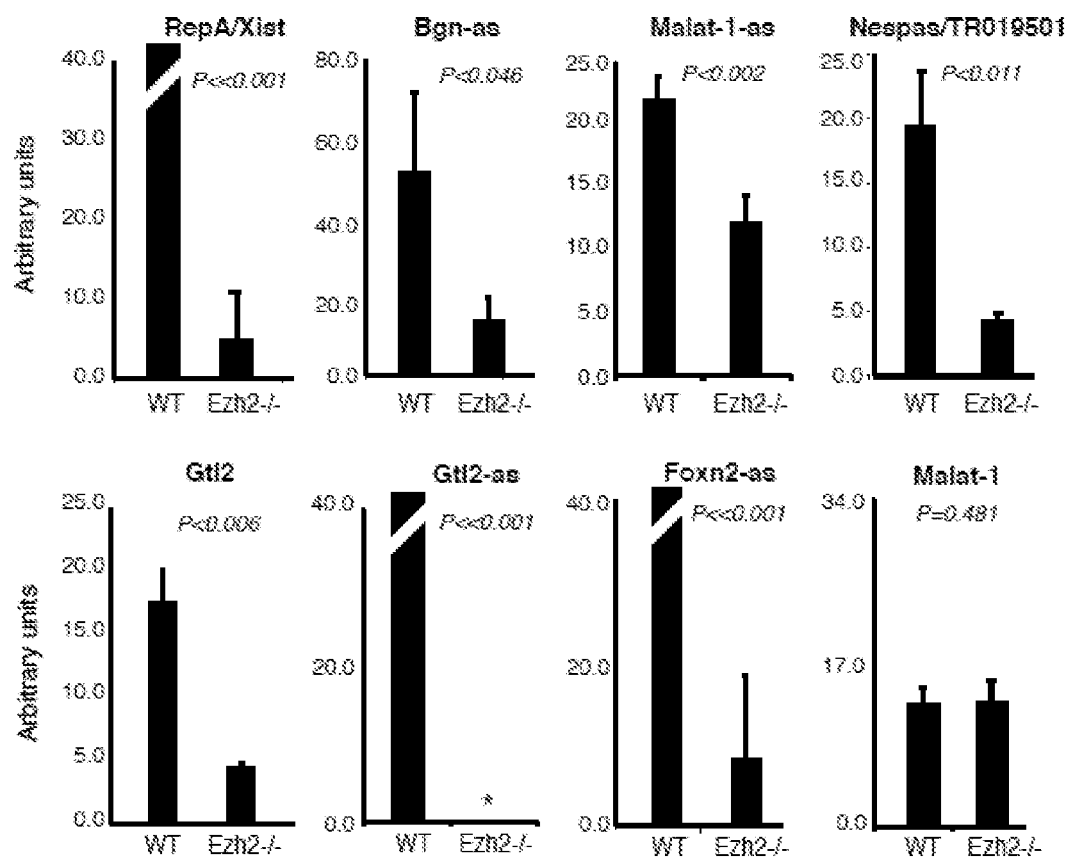 RepA/Xist
40.0
30.0
20.0
10.0
0.0
P<<0.001
WT Ezh2-/-
Arbitrary units
Bgn-as
80.0
60.0
40.0
20.0
0.0
P<0.046
WT Ezh2-/-
Malat-1-as
25.0
20.0
15.0
10.0
5.0
0.0
P<0.002
WT Ezh2-/-
Nespas/TR019501
25.0
20.0
15.0
10.0
5.0
0.0
P<0.011
WT Ezh2-/-
Gtl2
25.0
20.0
15.0
10.0
5.0
0.0
P<0.006
WT Ezh2-/-
Arbitrary units
Gtl2-as
40.0
20.0
0.0
P<<0.001
*
WT Ezh2-/-
Foxn2-as
40.0
20.0
0.0
P<<0.001
WT Ezh2-/-
Malat-1
34.0
17.0
0.0
P=0.481
WT Ezh2-/-